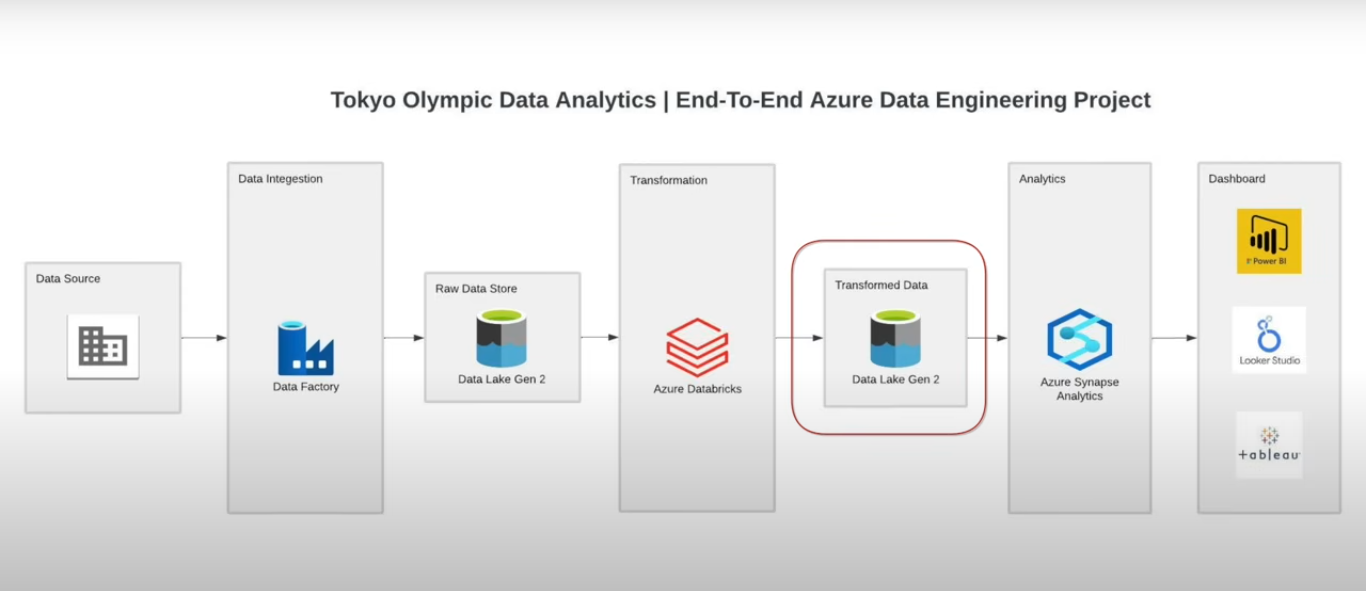 Tokyo Olympic Data Analytics | End-To-End Azure Data Engineering Project
Data Source
Data Integestion
Data Factory
Raw Data Store
Data Lake Gen 2
Transformation
Azure Databricks
Transformed Data
Data Lake Gen 2
Analytics
Azure Synapse
Analytics
Dashboard
Power BI
Looker Studio
+ableau